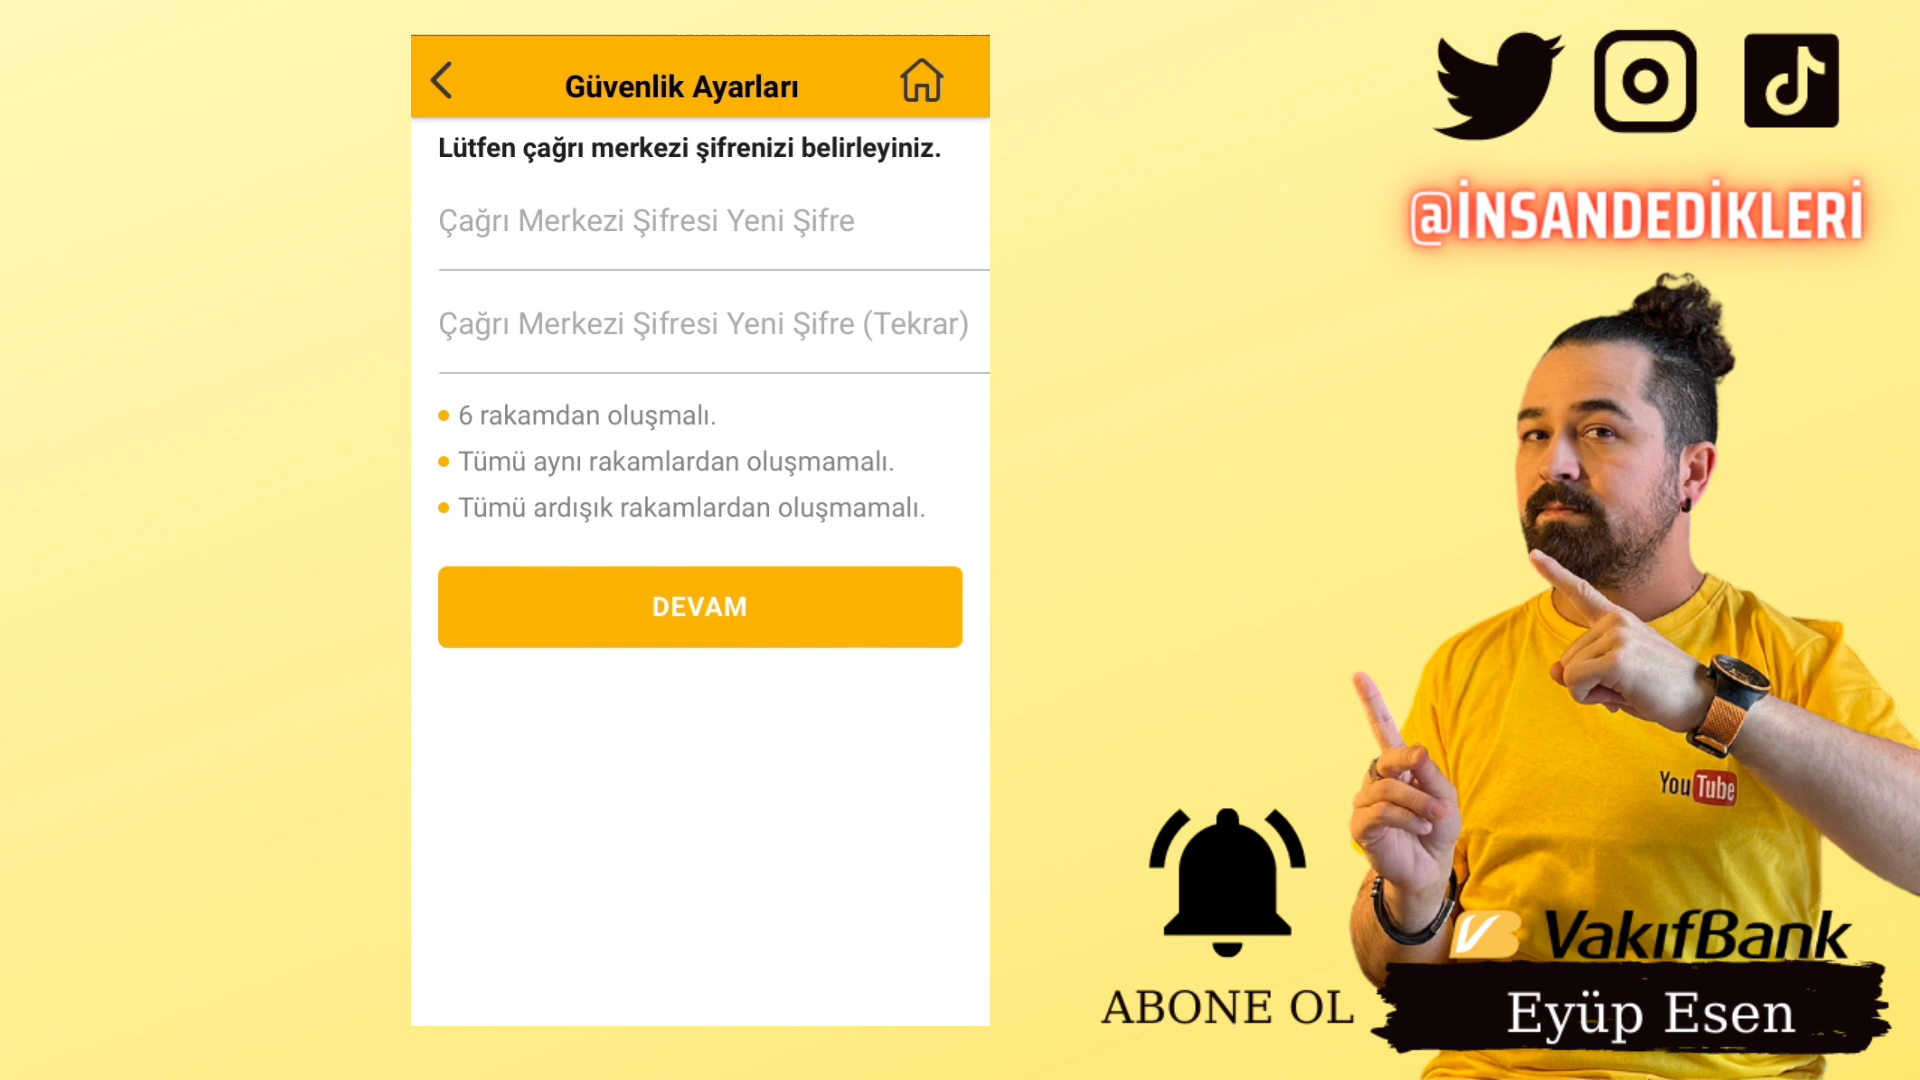 Güvenlik Ayarları
Lütfen çağrı merkezi şifrenizi belirleyiniz.
Çağrı Merkezi Şifresi Yeni Şifre
Çağrı Merkezi Şifresi Yeni Şifre (Tekrar)
6 rakamdan oluşmalı.
Tümü aynı rakamlardan oluşmamalı.
Tümü ardışık rakamlardan oluşmamalı.
DEVAM
@İNSANDEDİKLERİ
YouTube
VakıfBank
ABONE OL
Eyüp Esen